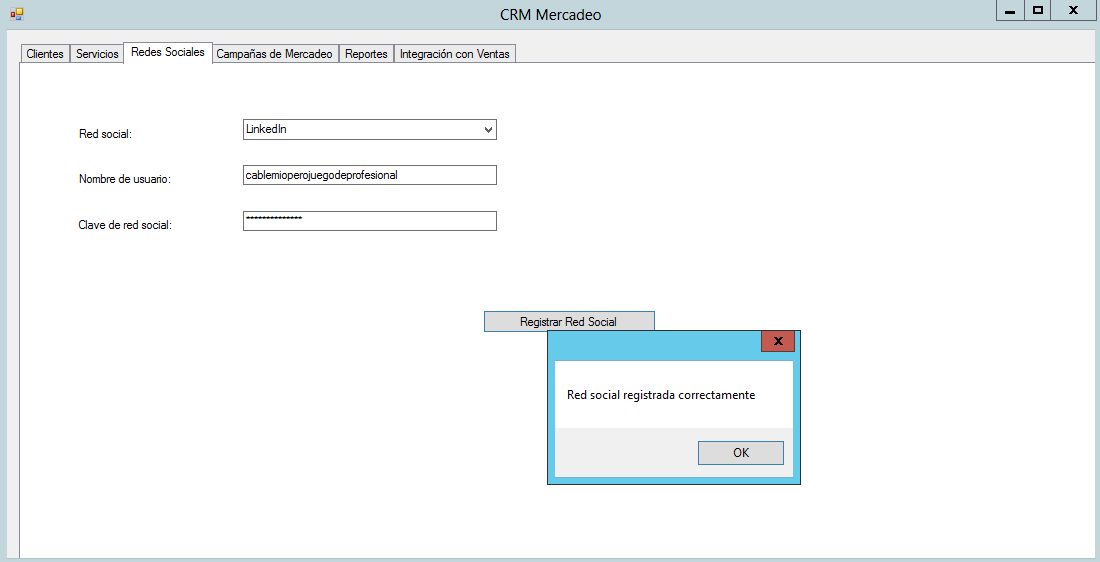 CRM Mercadeo
Clientes Servicios Redes Sociales Campañas de Mercadeo Reportes Integración con Ventas
Red social: LinkedIn
Nombre de usuario: cablemioperojuegodeprofesional
Clave de red social: **************
Registrar Red Social
X
Red social registrada correctamente
OK